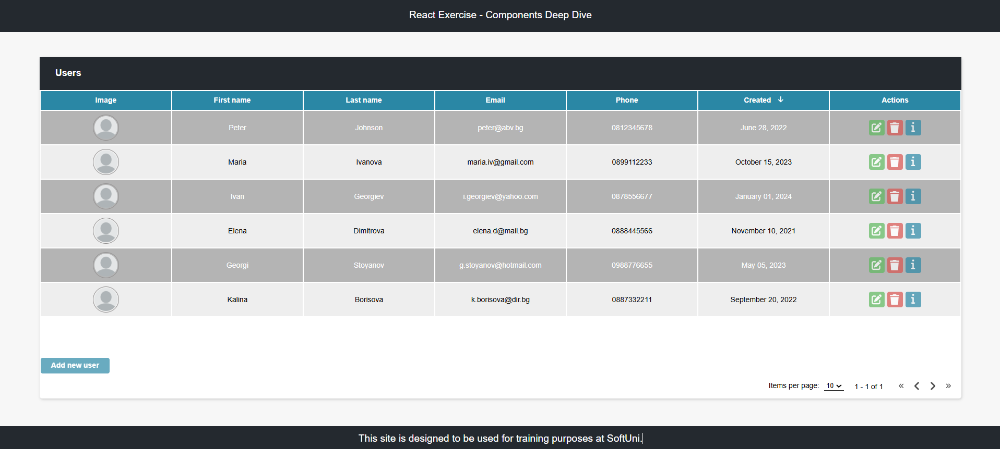 React Exercise - Components Deep Dive
Users
Image First name Last name Email Phone Created ↓ Actions
Peter Johnson peter@abv.bg 0812345678 June 28, 2022
Maria Ivanova maria.iv@gmail.com 0899112233 October 15, 2023
Ivan Georgiev i.georgiev@yahoo.com 0878556677 January 01, 2024
Elena Dimitrova elena.d@mail.bg 0888445566 November 10, 2021
Georgi Stoyanov g.stoyanov@hotmail.com 0988776655 May 05, 2023
Kalina Borisova k.borisova@dir.bg 0887332211 September 20, 2022
Add new user
Items per page: 10 1 - 1 of 1
This site is designed to be used for training purposes at SoftUni.